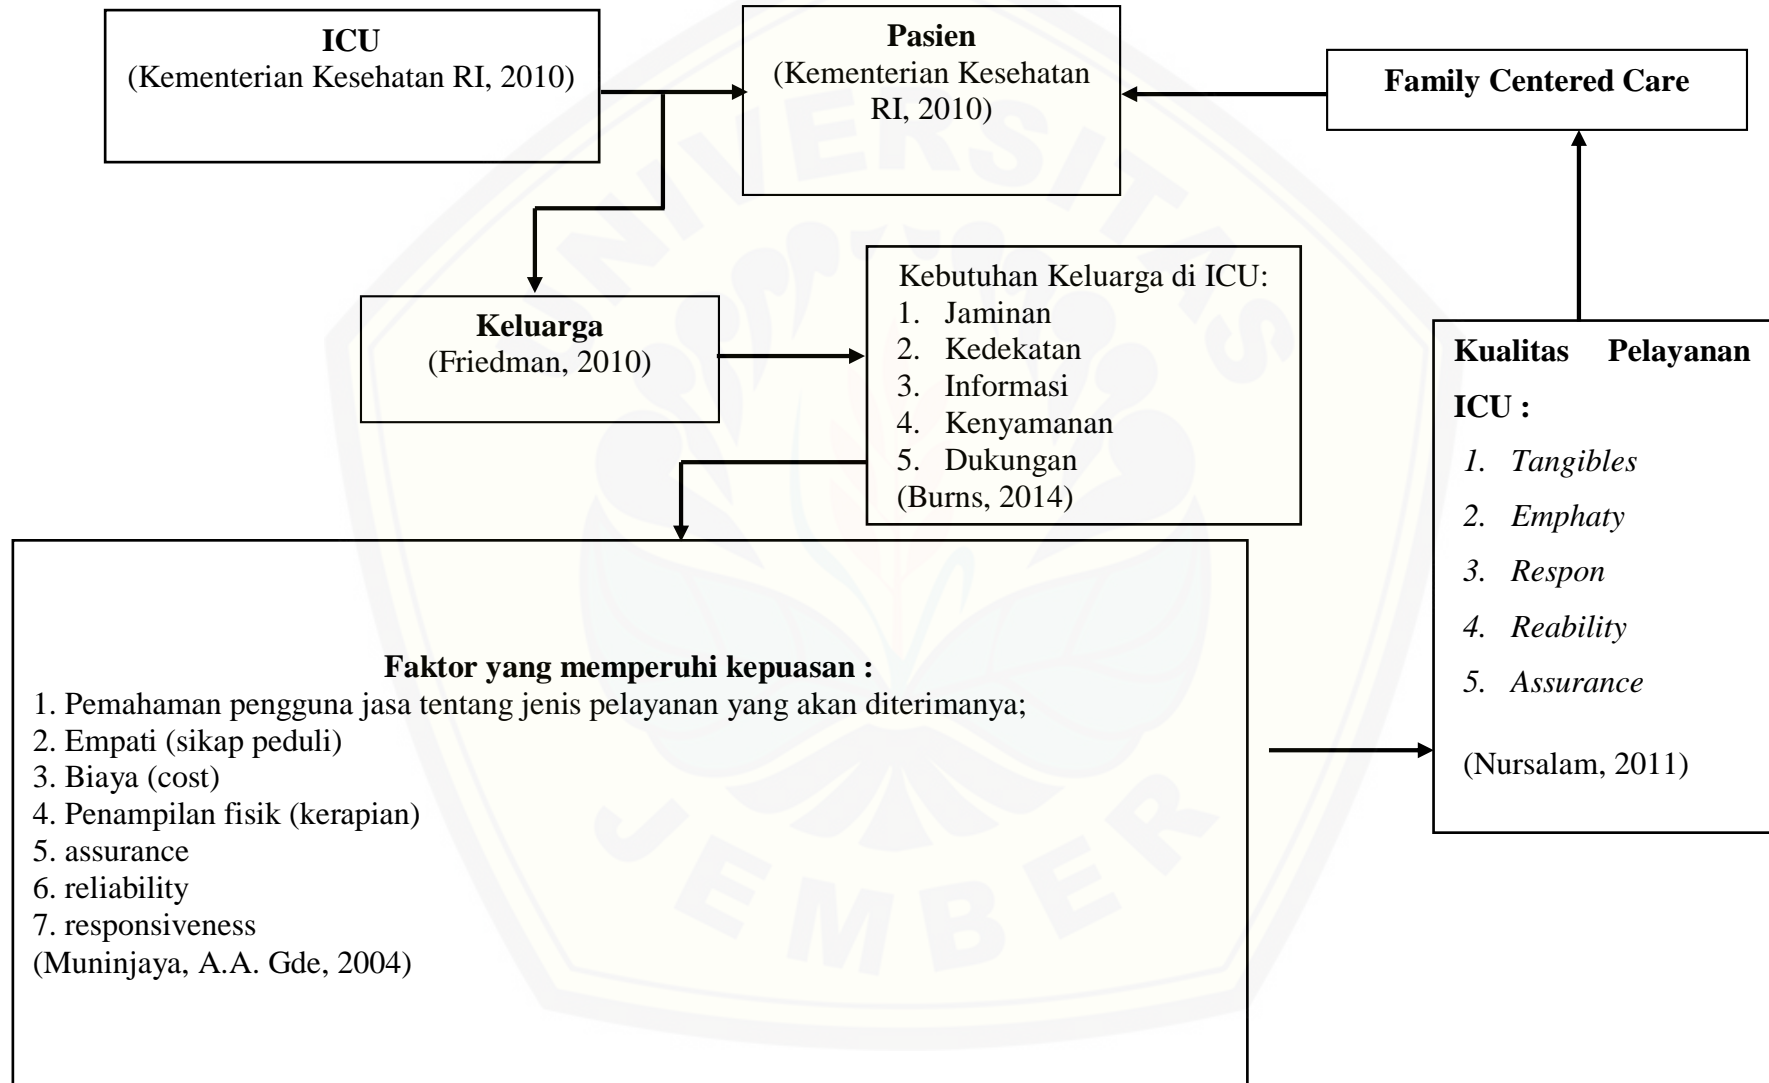 ICU
(Kementerian Kesehatan RI, 2010)
Pasien
(Kementerian Kesehatan
RI, 2010)
Family Centered Care
Keluarga
(Friedman, 2010)
Kebutuhan Keluarga di ICU:
1. Jaminan
2. Kedekatan
3. Informasi
4. Kenyamanan
5. Dukungan
(Burns, 2014)
Kualitas Pelayanan
ICU :
1. Tangibles
2. Emphaty
3. Respon
4. Reability
5. Assurance
(Nursalam, 2011)
Faktor yang memperuhi kepuasan :
1. Pemahaman pengguna jasa tentang jenis pelayanan yang akan diterimanya;
2. Empati (sikap peduli)
3. Biaya (cost)
4. Penampilan fisik (kerapian)
5. assurance
6. reliability
7. responsiveness
(Muninjaya, A.A. Gde, 2004)
UNIVERSITAS
JEMBER